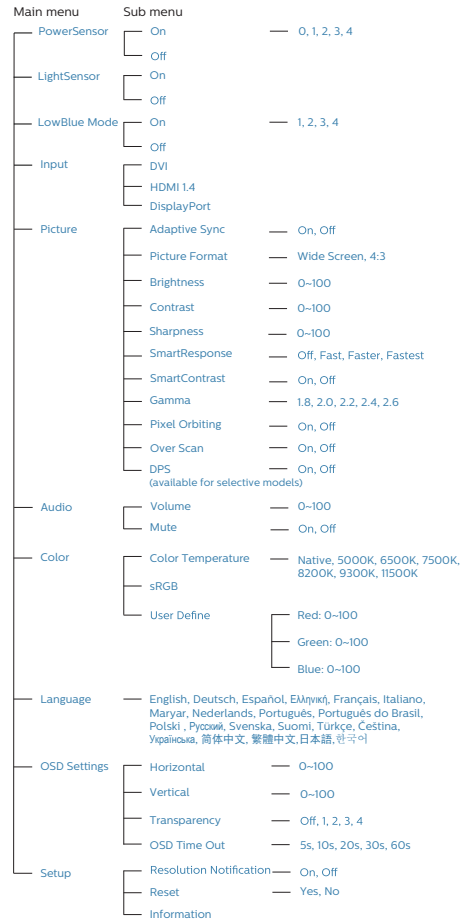 Main menu Sub menu
PowerSensor On 0, 1, 2, 3, 4
Off
LightSensor On
Off
LowBlue Mode On 1, 2, 3, 4
Off
Input DVI
HDMI 1.4
DisplayPort
Picture Adaptive Sync On, Off
Picture Format Wide Screen, 4:3
Brightness 0~100
Contrast 0~100
Sharpness 0~100
SmartResponse Off, Fast, Faster, Fastest
SmartContrast On, Off
Gamma 1.8, 2.0, 2.2, 2.4, 2.6
Pixel Orbiting On, Off
Over Scan On, Off
DPS On, Off
(available for selective models)
Audio Volume 0~100
Mute On, Off
Color Color Temperature Native, 5000K, 6500K, 7500K,
8200K, 9300K, 11500K
sRGB
User Define Red: 0~100
Green: 0~100
Blue: 0~100
Language English, Deutsch, Español, Ελληνική, Français, Italiano,
Maryar, Nederlands, Português, Português do Brasil,
Polski , Русский, Svenska, Suomi, Türkçe, Čeština,
Українська, 简体中文, 繁體中文,日本語,한국어
OSD Settings Horizontal 0~100
Vertical 0~100
Transparency Off, 1, 2, 3, 4
OSD Time Out 5s, 10s, 20s, 30s, 60s
Setup Resolution Notification On, Off
Reset Yes, No
Information